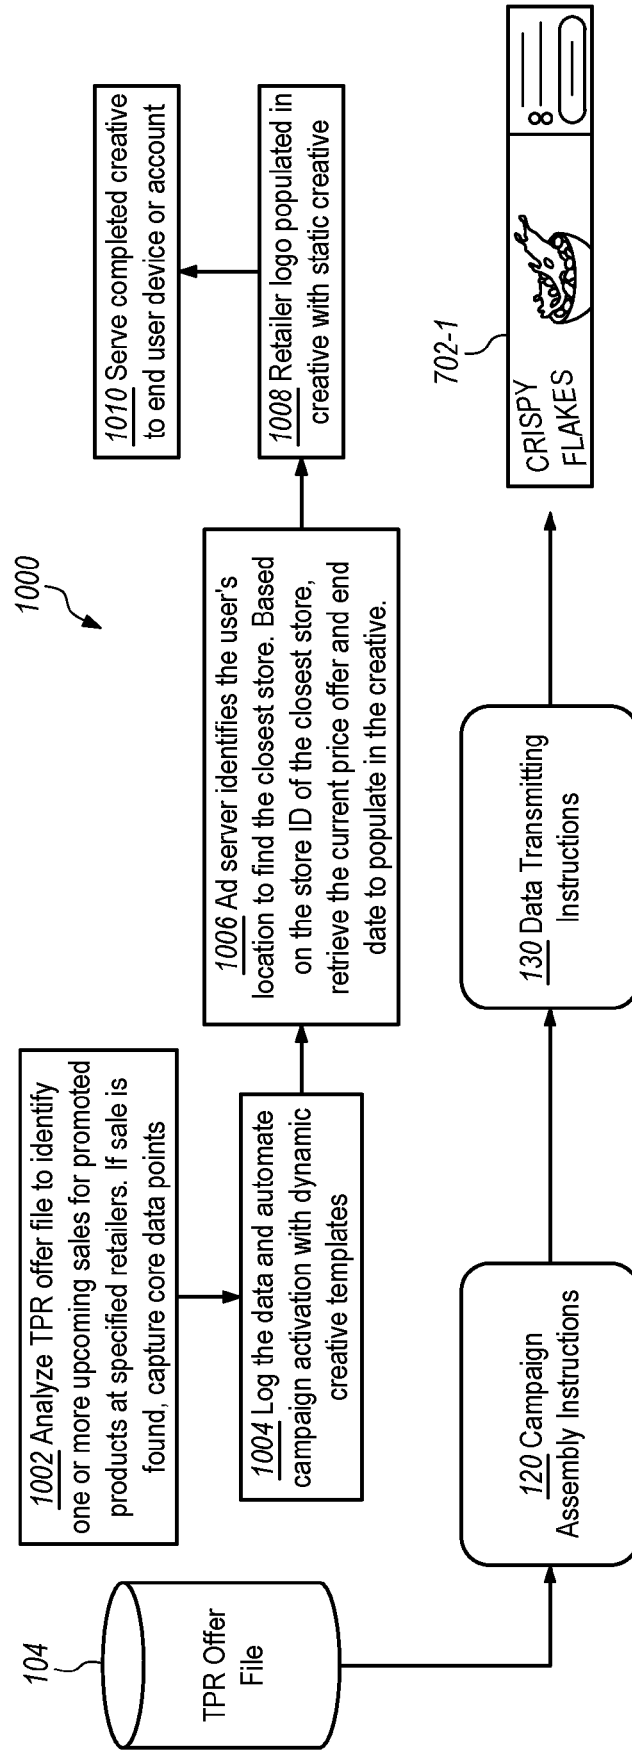 1000
104
TPR Offer
File
1002 Analyze TPR offer file to identify
one or more upcoming sales for promoted
products at specified retailers. If sale is
found, capture core data points
1004 Log the data and automate
campaign activation with dynamic
creative templates
1006 Ad server identifies the user's
location to find the closest store. Based
on the store ID of the closest store,
retrieve the current price offer and end
date to populate in the creative.
1008 Retailer logo populated in
creative with static creative
1010 Serve completed creative
to end user device or account
120 Campaign
Assembly Instructions
130 Data Transmitting
Instructions
702-1
CRISPY
FLAKES